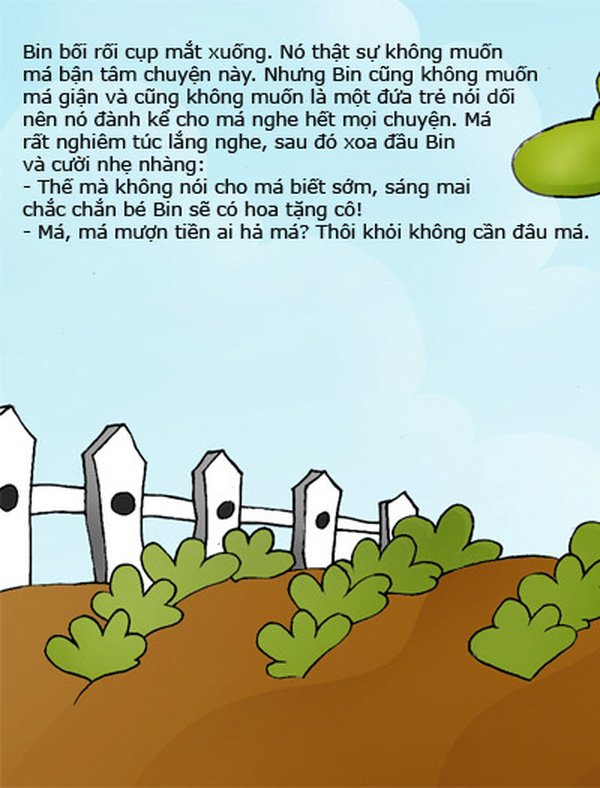 Bin bối rối cụp mắt xuống. Nó thật sự không muốn
má bận tâm chuyện này. Nhưng Bin cũng không muốn
má giận và cũng không muốn là một đứa trẻ nói dối
nên nó đành kể cho má nghe hết mọi chuyện. Má
rất nghiêm túc lắng nghe, sau đó xoa đầu Bin
và cười nhẹ nhàng:
- Thế mà không nói cho má biết sớm, sáng mai
chắc chắn bé Bin sẽ có hoa tặng cô!
- Má, má mượn tiền ai hả má? Thôi khỏi không cần đâu má.